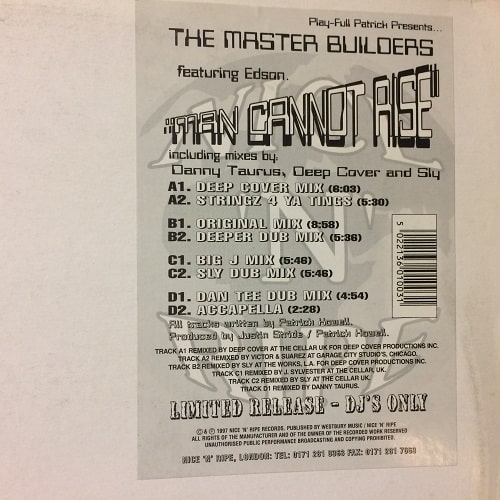 Play-Full Patrick Presents...
THE MASTER BUILDERS
featuring Edson.
"MAN CANNOT RISE"
including mixes by:
Danny Taurus, Deep Cover and Sly
A1. DEEP COVER MIX (6:03)
A2. STRINGZ 4 YA TINGS (5:30)
B1. ORIGINAL MIX (8:58)
B2. DEEPER DUB MIX (5:36)
C1. BIG J MIX (5:46)
C2. SLY DUB MIX (5:46)
D1. DAN TEE DUB MIX (4:54)
D2. ACCAPELLA (2:28)
All tracks written by Patrick Howell.
Produced by Justin Stride / Patrick Howell.
TRACK A1 REMIXED BY DEEP COVER AT THE CELLAR UK FOR DEEP COVER PRODUCTIONS INC.
TRACK A2 REMIXED BY VICTOR & SUAREZ AT GARAGE CITY STUDIO'S, CHICAGO.
TRACK B2 REMIXED BY SLY AT THE WORKS, L.A. FOR DEEP COVER PRODUCTIONS INC.
TRACK C1 REMIXED BY J. SYLVESTER AT THE CELLAR, UK.
TRACK C2 REMIXED BY SLY AT THE CELLAR, UK.
TRACK D1 REMIXED BY DANNY TAURUS.
LIMITED RELEASE - DJ'S ONLY
© & ℗ 1997 NICE 'N' RIPE RECORDS. PUBLISHED BY WESTBURY MUSIC / NICE 'N' RIPE
ALL RIGHTS OF THE MANUFACTURER AND OF THE OWNER OF THE RECORDED WORK RESERVED
UNAUTHORISED PUBLIC PERFORMANCE BROADCASTING AND COPYING PROHIBITED.
NICE 'N' RIPE, LONDON: TEL: 0171 281 FAX: 0171 281
NICE 'N' RIPE
5 022136 010031